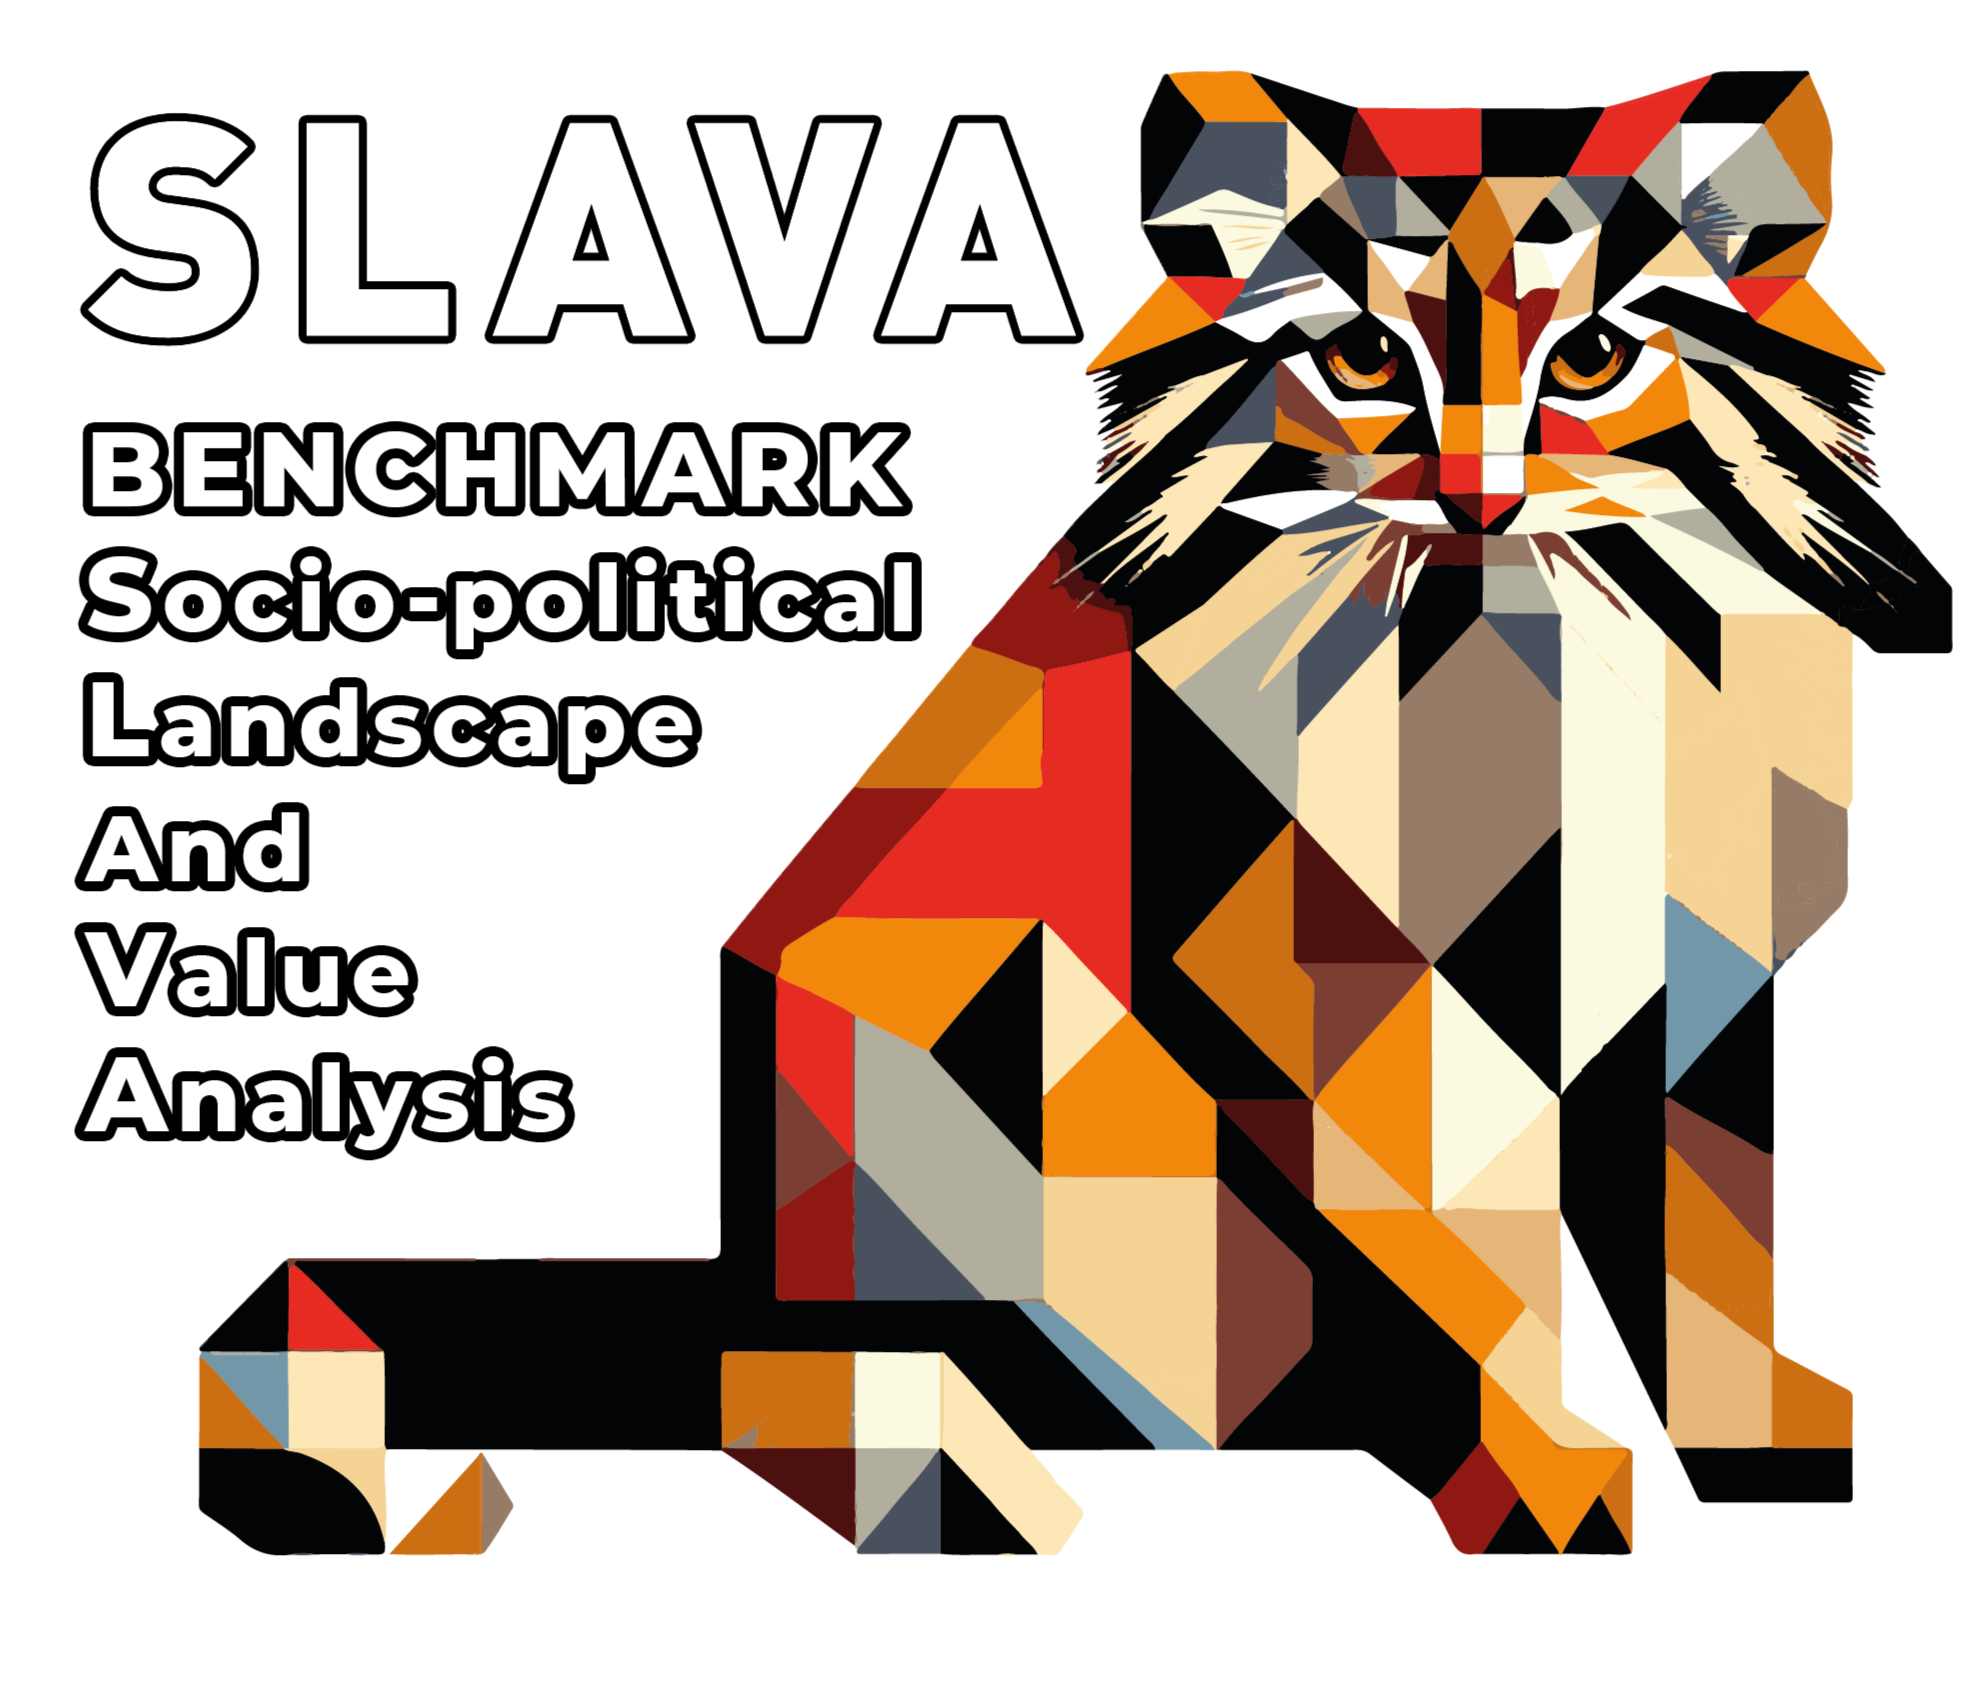 SLAVA
BENCHMARK
Socio-political
Landscape
And
Value
Analysis